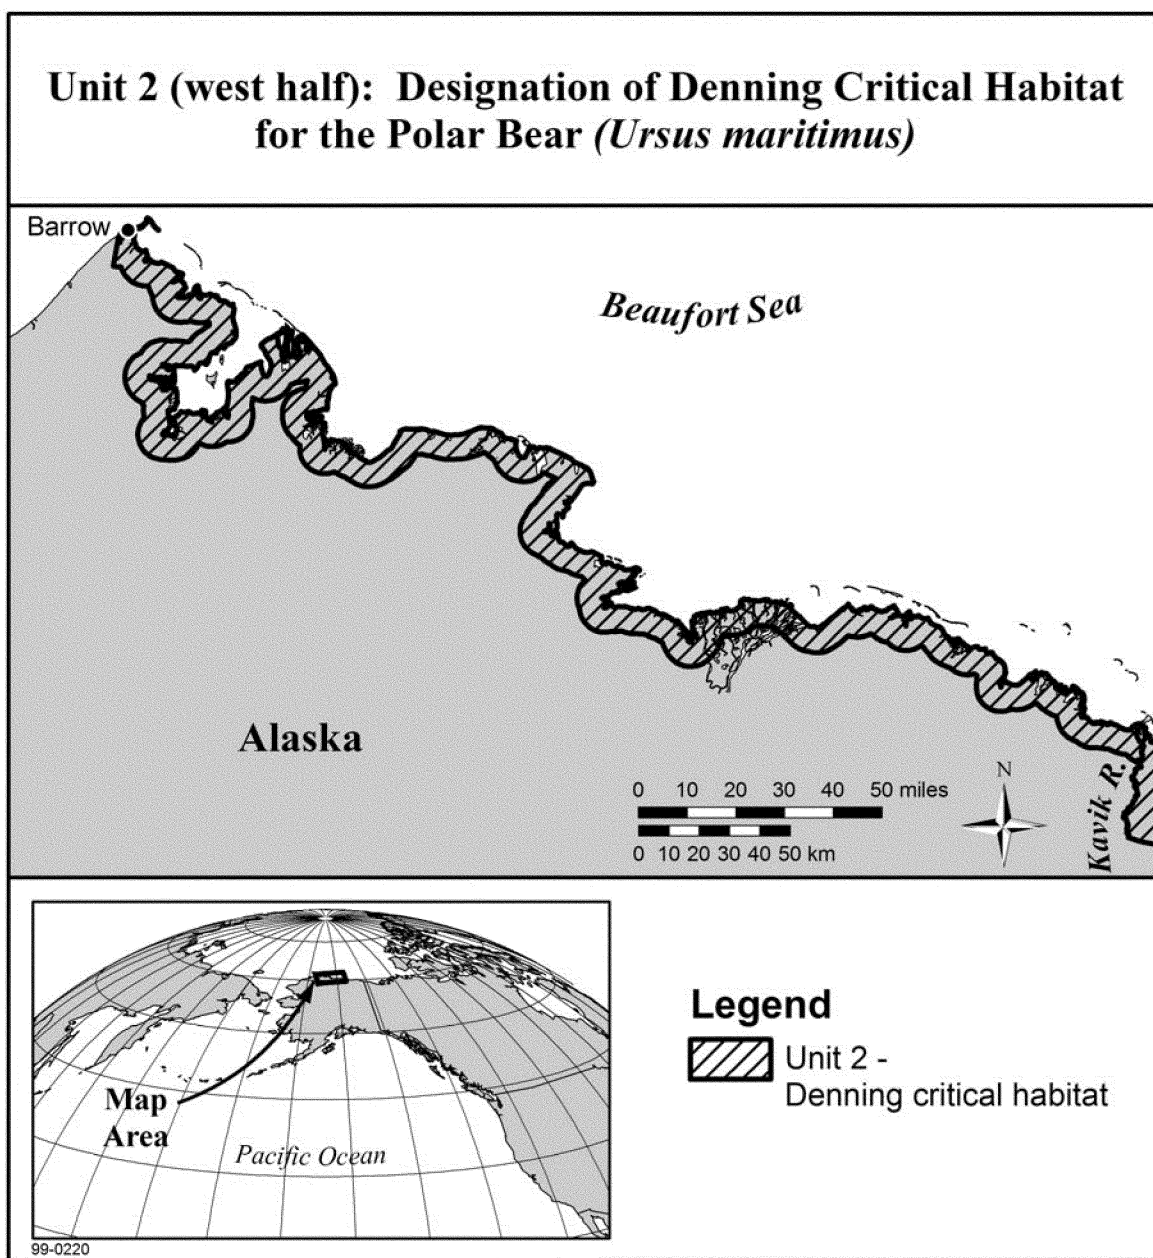 Unit 2 (west half):  Designation of Denning Critical Habitat
for the Polar Bear (Ursus maritimus)
Barrow
Beaufort Sea
Alaska
Kavik R.
N
0 10 20 30 40 50 miles
0 10 20 30 40 50 km
Map
Area
Pacific Ocean
Legend
Unit 2 -
Denning critical habitat
99-0220